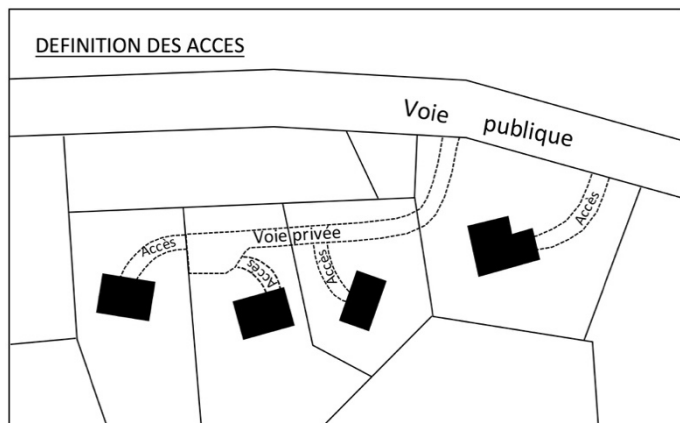 DEFINITION DES ACCES
Voie publique
Accès
Voie privée
Accès
Accès
Accès